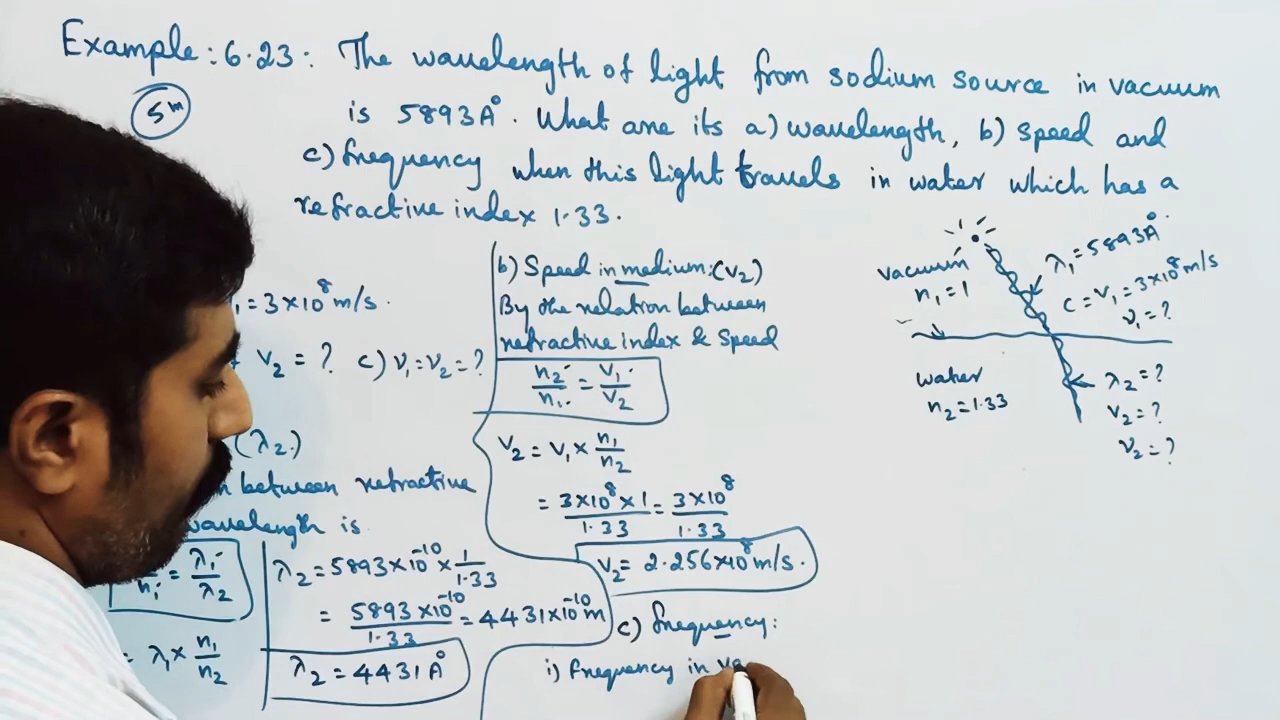 Example: 6.23: The wavelength of light from sodium source in vacuum
5m
is 5893A°. What are its a) wavelength, b) speed and
c) frequency when this light travels in water which has a
refractive index 1.33.
= 3×10⁸ m/s.
V₂ = ? c) ν₁ = ν₂ = ?
(λ₂)
between refractive
wavelength is.
n₁ = λ₁/λ₂
= λ₁ × n₁/n₂
λ₂ = 5893×10⁻¹⁰ × 1/1.33
= 5893×10⁻¹⁰/1.33 = 4431×10⁻¹⁰ m
λ₂ = 4431 A°
b) Speed in medium: (V₂)
By the relation between
refractive index & Speed
n₂/n₁ = V₁/V₂
V₂ = V₁ × n₁/n₂
= 3×10⁸×1/1.33 = 3×10⁸/1.33
V₂ = 2.256×10⁸ m/s.
c) frequency:
i) frequency in va
vacuum
n₁ = 1
λ₁ = 5893A°
C = V₁ = 3×10⁸ m/s
ν₁ = ?
water
n₂ = 1.33
λ₂ = ?
V₂ = ?
ν₂ = ?